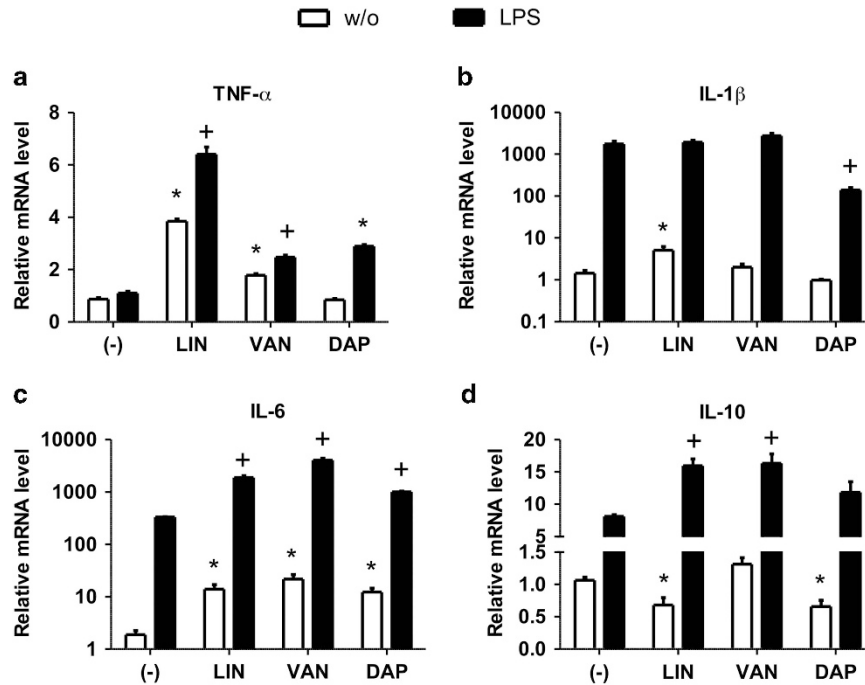 w/o LPS
a
TNF-α
Relative mRNA level
8
6
4
2
0
+
*
*
+
*
(-) LIN VAN DAP
b
IL-1β
Relative mRNA level
10000
1000
100
10
1
0.1
*
+
(-) LIN VAN DAP
c
IL-6
Relative mRNA level
10000
1000
100
10
1
+
+
+
*
*
*
(-) LIN VAN DAP
d
IL-10
Relative mRNA level
20
15
10
5
1.5
1.0
0.5
0.0
+
+
*
*
(-) LIN VAN DAP